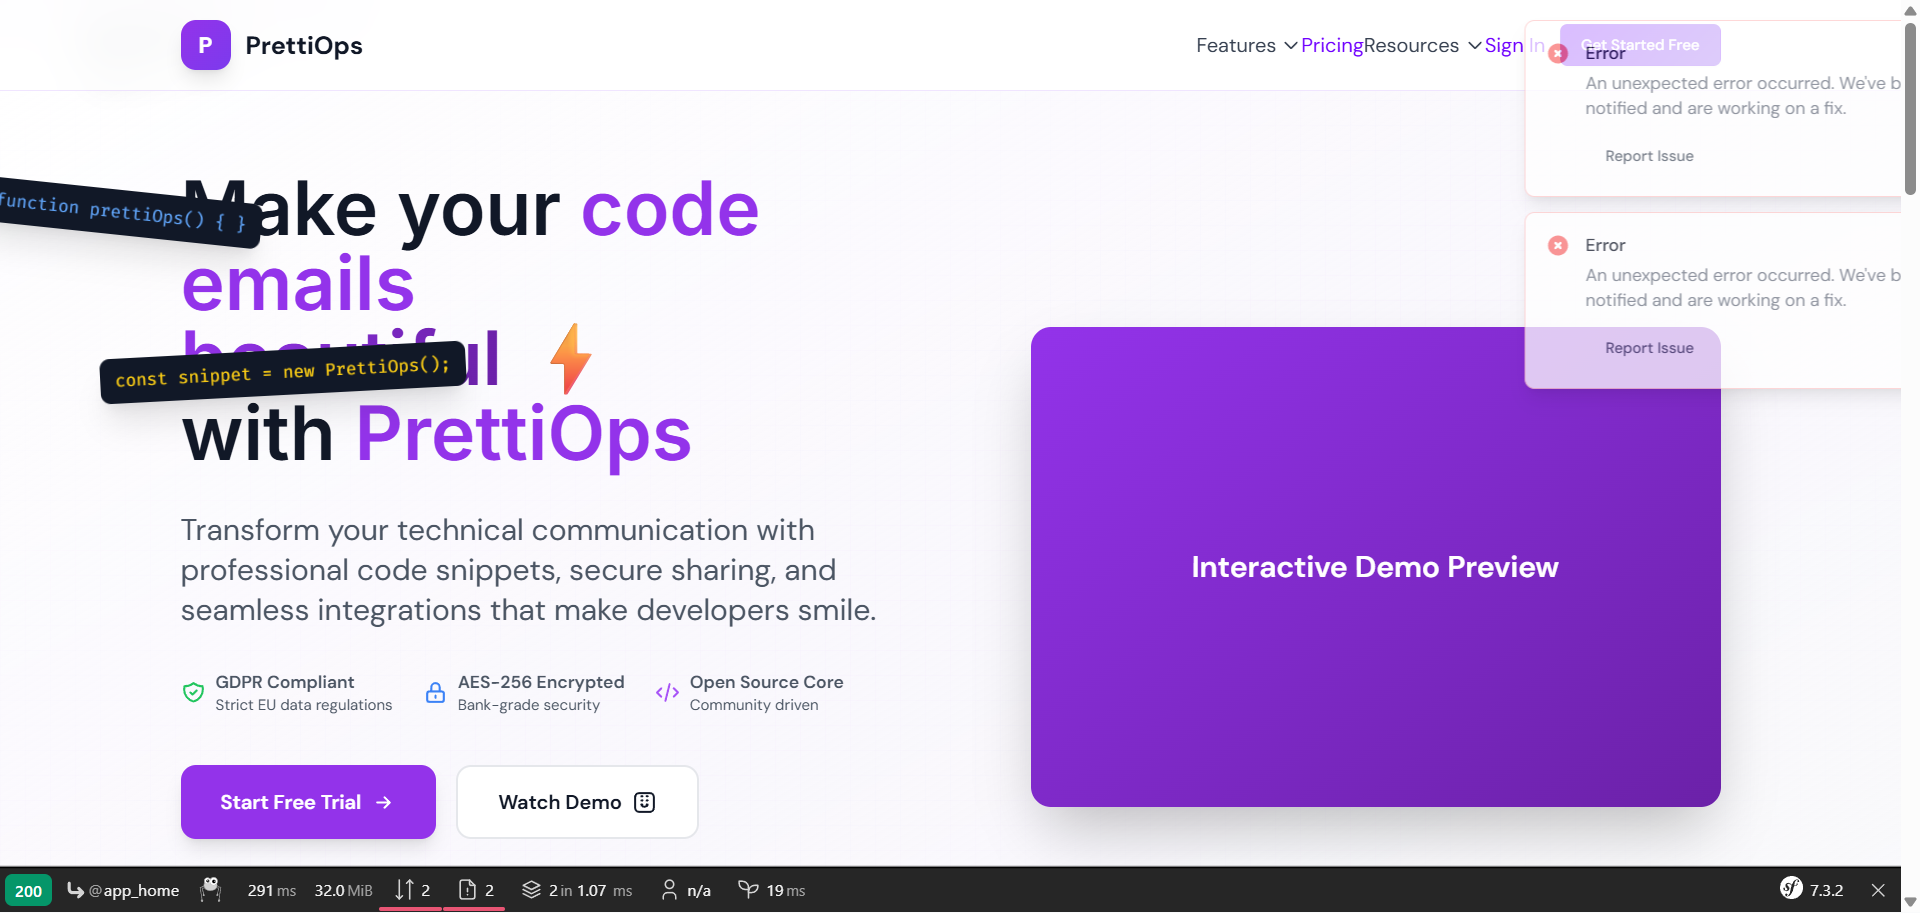 P PrettiOps
Features Pricing Resources Sign In Get Started Free
Error
An unexpected error occurred. We've b
notified and are working on a fix.
Report Issue
Error
An unexpected error occurred. We've b
notified and are working on a fix.
Report Issue
function prettiOps() { }
Make your code
emails
beautiful
const snippet = new PrettiOps();
with PrettiOps
Transform your technical communication with
professional code snippets, secure sharing, and
seamless integrations that make developers smile.
GDPR Compliant
Strict EU data regulations
AES-256 Encrypted
Bank-grade security
Open Source Core
Community driven
Start Free Trial
Watch Demo
Interactive Demo Preview
200 @app_home 291 ms 32.0 MiB 2 2 2 in 1.07 ms n/a 19 ms sf 7.3.2